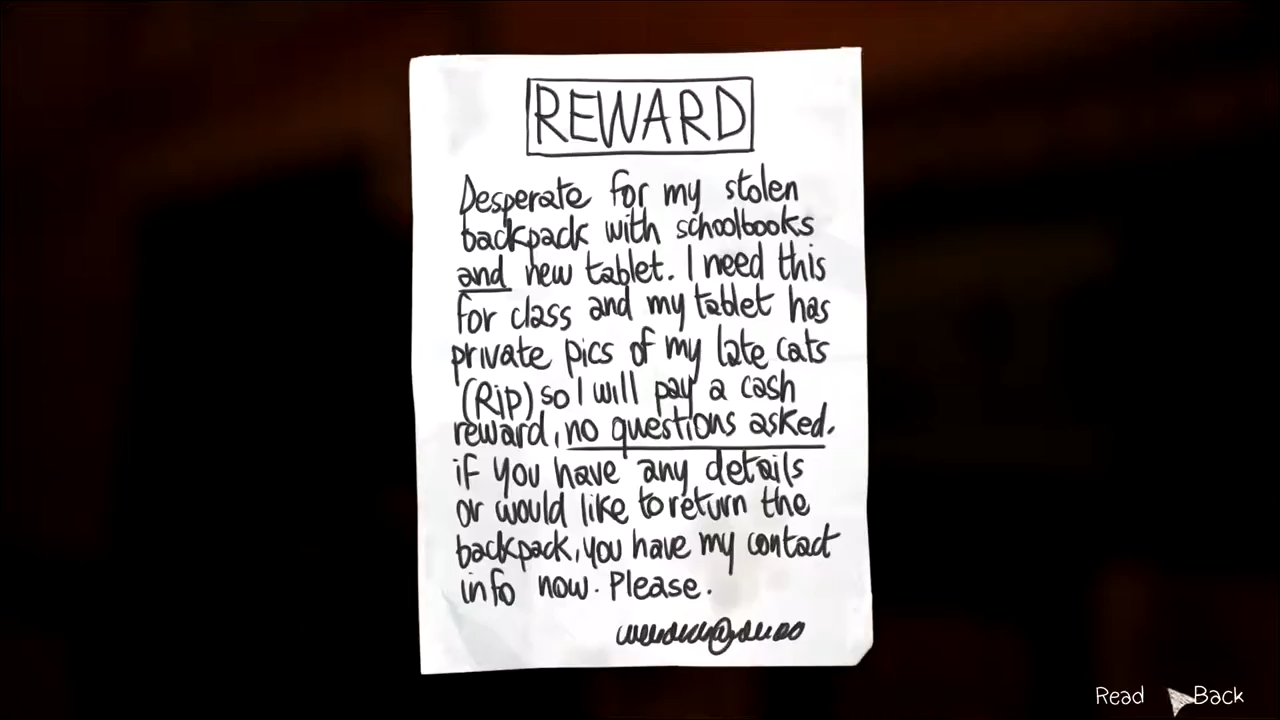 REWARD
Desperate for my stolen
backpack with schoolbooks
and new tablet. I need this
for class and my tablet has
private pics of my late cats
(Rip) so I will pay a cash
reward, no questions asked.
if you have any details
or would like to return the
backpack, you have my contact
info now. Please.
Read Back